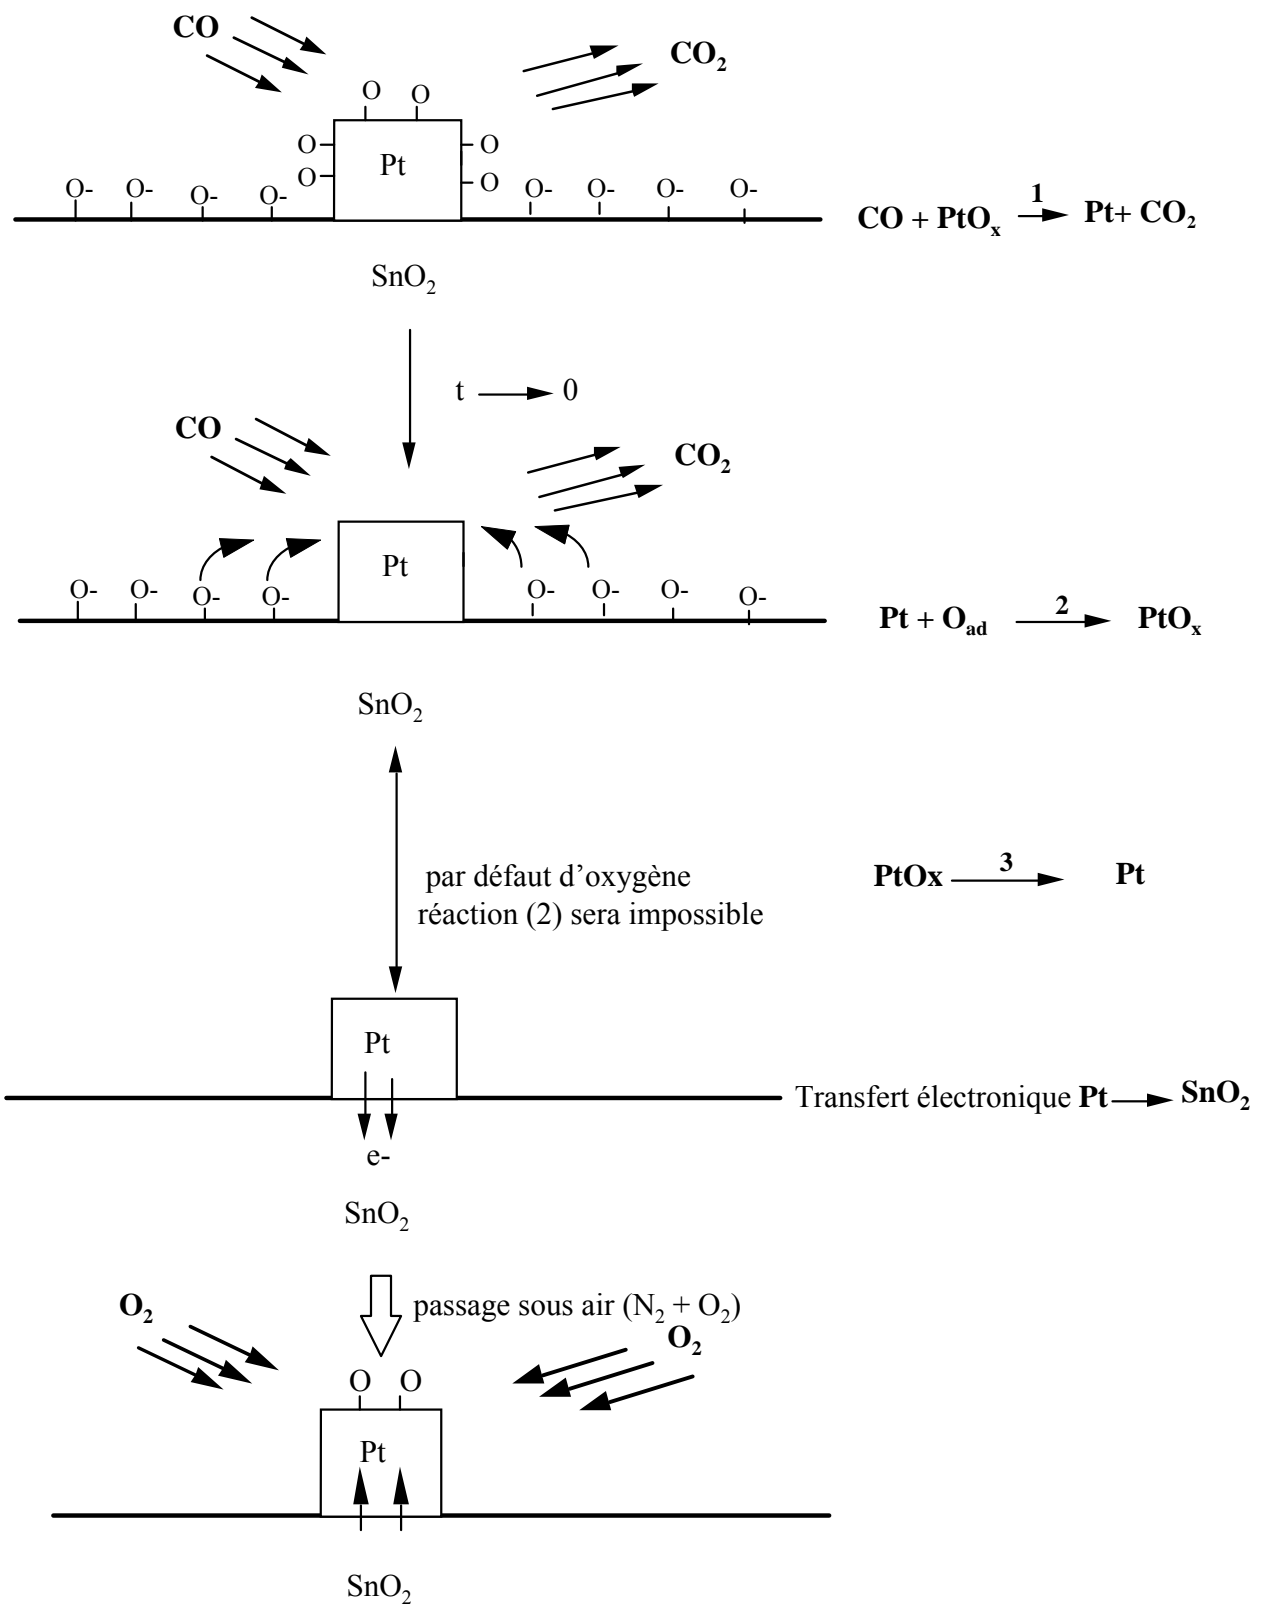 CO
CO₂
O O
O O
Pt
O O
O- O- O- O- O- O- O- O-
CO + PtOₓ 1 Pt+ CO₂
SnO₂
t 0
CO
CO₂
Pt
O- O- O- O- O- O- O- O-
Pt + Oad 2 PtOₓ
SnO₂
par défaut d’oxygène
réaction (2) sera impossible
PtOx 3 Pt
Pt
Transfert électronique Pt SnO₂
e-
SnO₂
O₂
passage sous air (N₂ + O₂)
O₂
O O
Pt
SnO₂